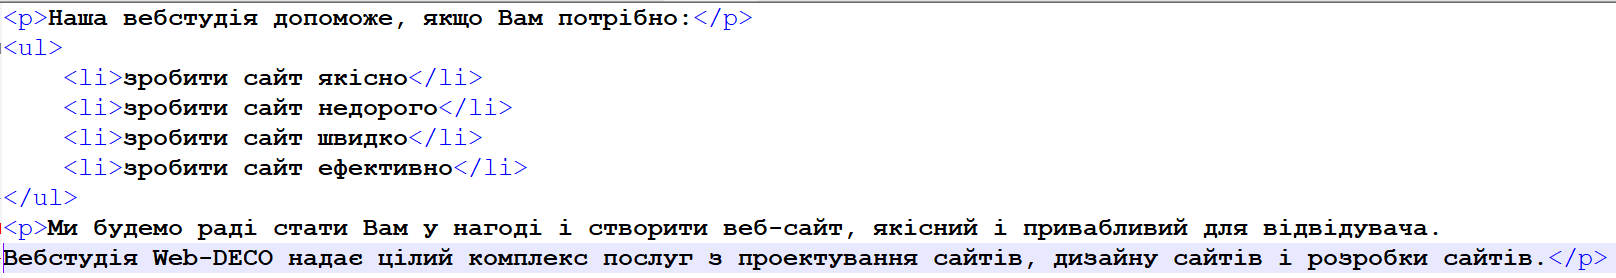 <p>Наша вебстудія допоможе, якщо Вам потрібно:</p>
<ul>
<li>зробити сайт якісно</li>
<li>зробити сайт недорого</li>
<li>зробити сайт швидко</li>
<li>зробити сайт ефективно</li>
</ul>
<p>Ми будемо раді стати Вам у нагоді і створити веб-сайт, якісний і привабливий для відвідувача.
Вебстудія Web-DECO надає цілий комплекс послуг з проектування сайтів, дизайну сайтів і розробки сайтів.</p>